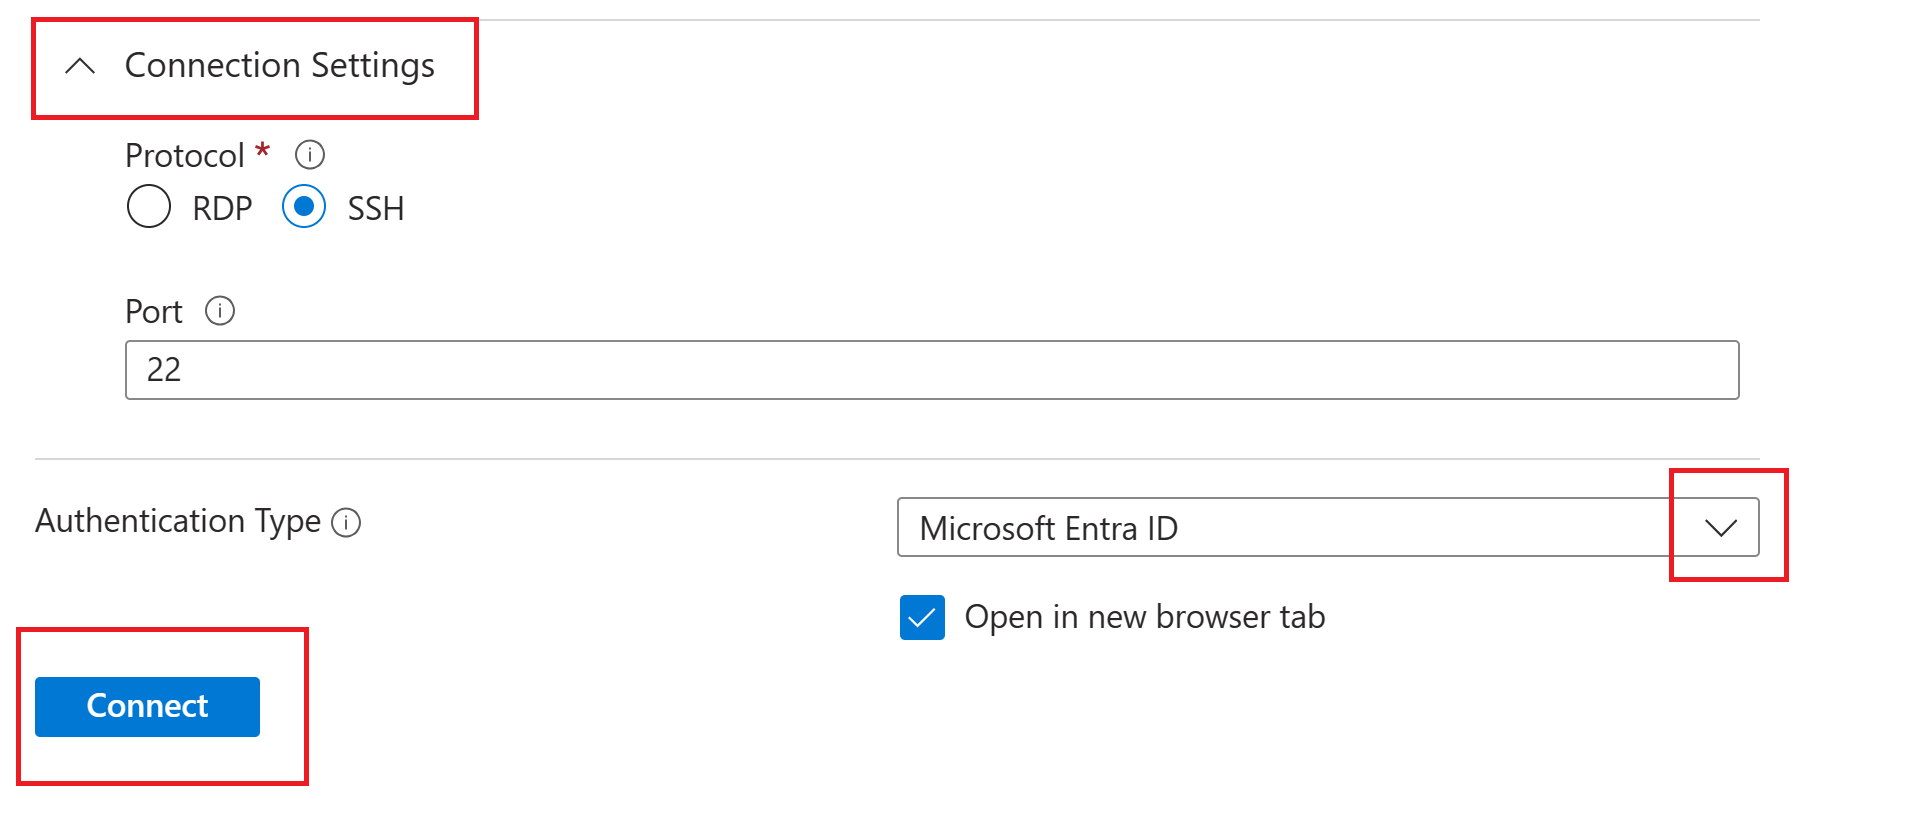 Connection Settings
Protocol *
RDP SSH
Port
22
Authentication Type
Microsoft Entra ID
Open in new browser tab
Connect